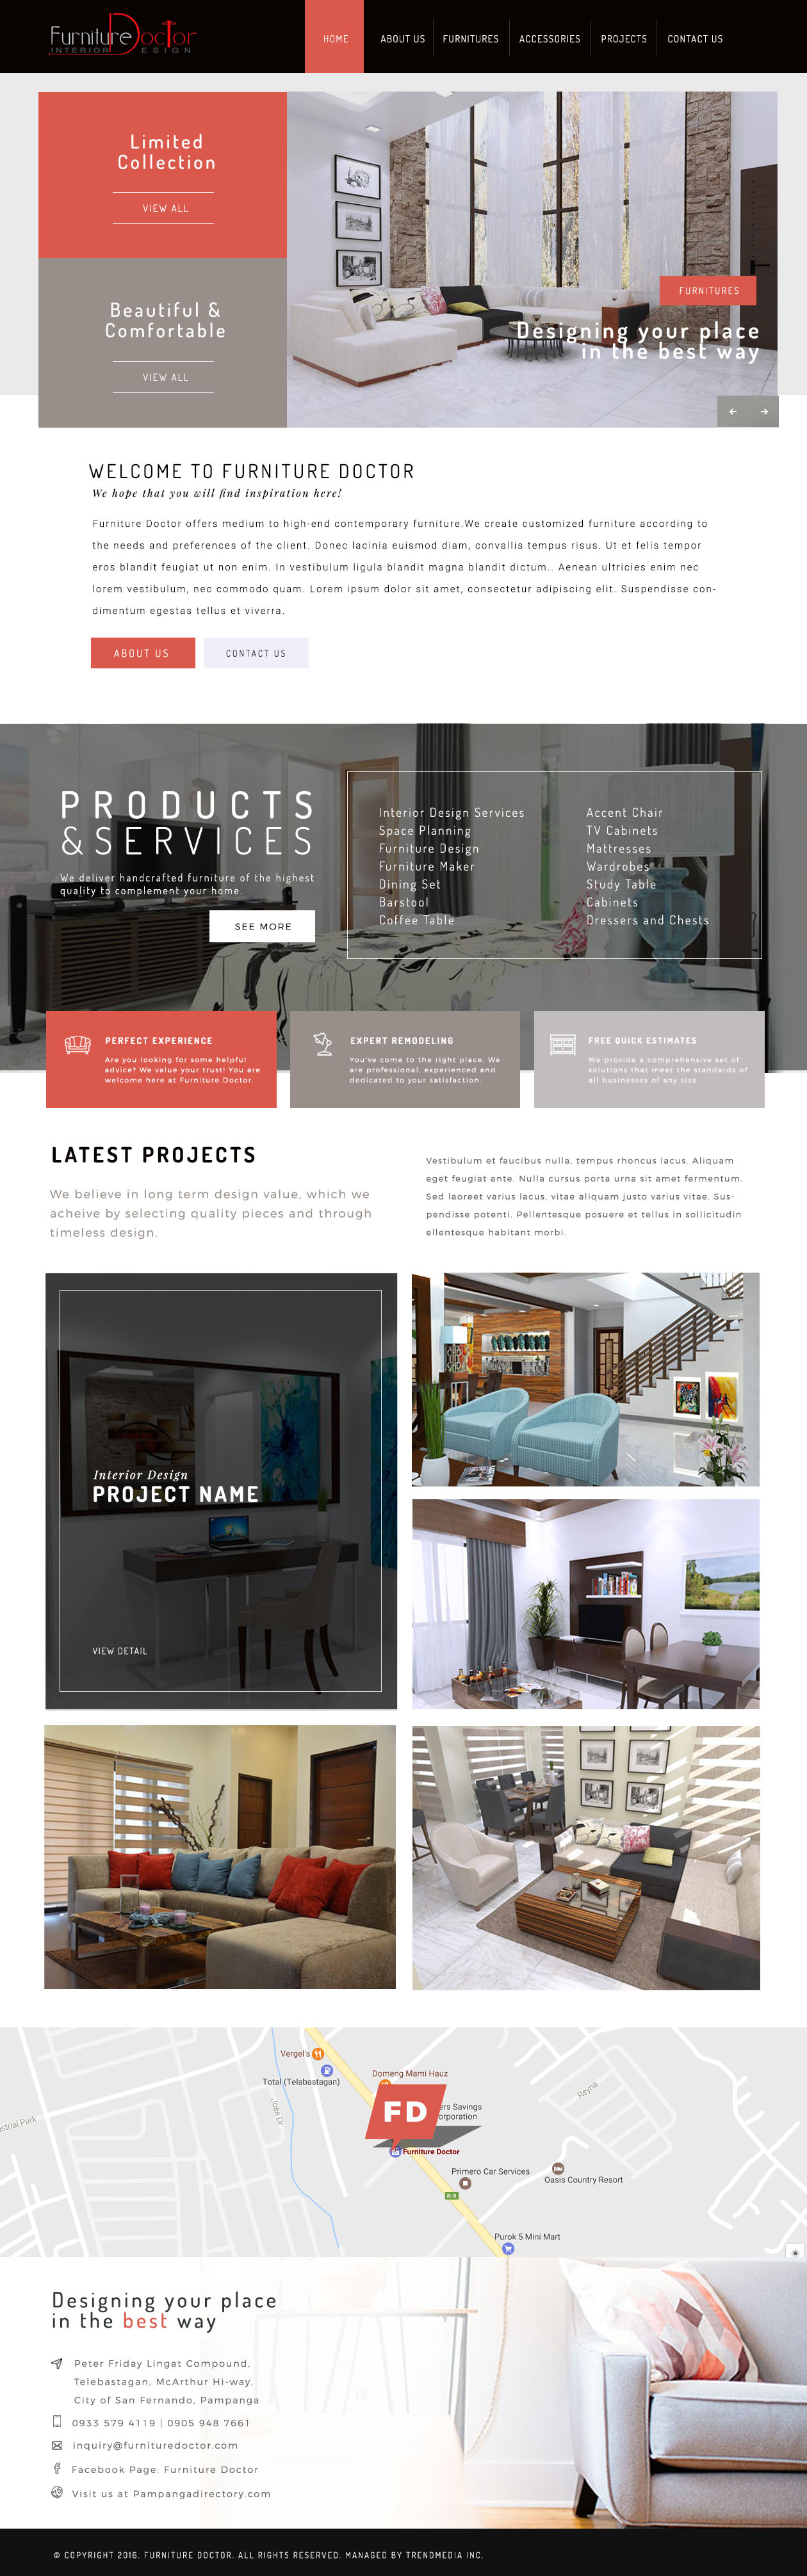 Furniture Doctor
INTERIOR DESIGN
HOME
ABOUT US
FURNITURES
ACCESSORIES
PROJECTS
CONTACT US
Limited
Collection
VIEW ALL
Beautiful &
Comfortable
VIEW ALL
FURNITURES
Designing your place
in the best way
WELCOME TO FURNITURE DOCTOR
We hope that you will find inspiration here!
Furniture Doctor offers medium to high-end contemporary furniture.We create customized furniture according to
the needs and preferences of the client. Donec lacinia euismod diam, convallis tempus risus. Ut et felis tempor
eros blandit feugiat ut non enim. In vestibulum ligula blandit magna blandit dictum.. Aenean ultricies enim nec
lorem vestibulum, nec commodo quam. Lorem ipsum dolor sit amet, consectetur adipiscing elit. Suspendisse con-
dimentum egestas tellus et viverra.
ABOUT US
CONTACT US
PRODUCTS
& SERVICES
We deliver handcrafted furniture of the highest
quality to complement your home.
SEE MORE
Interior Design Services
Space Planning
Furniture Design
Furniture Maker
Dining Set
Barstool
Coffee Table
Accent Chair
TV Cabinets
Mattresses
Wardrobes
Study Table
Cabinets
Dressers and Chests
PERFECT EXPERIENCE
Are you looking for some helpful
advice? We value your trust! You are
welcome here at Furniture Doctor.
EXPERT REMODELING
You've come to the right place. We
are professional, experienced and
dedicated to your satisfaction.
FREE QUICK ESTIMATES
We provide a comprehensive set of
solutions that meet the standards of
all businesses of any size.
LATEST PROJECTS
We believe in long term design value, which we
acheive by selecting quality pieces and through
timeless design.
Vestibulum et faucibus nulla, tempus rhoncus lacus. Aliquam
eget feugiat ante. Nulla cursus porta urna sit amet fermentum.
Sed laoreet varius lacus, vitae aliquam justo varius vitae. Sus-
pendisse potenti. Pellentesque posuere et tellus in sollicitudin
ellentesque habitant morbi.
Interior Design
PROJECT NAME
VIEW DETAIL
Vergel's
Total (Telabastagan)
Domeng Mami Hauz
Jose Dr
Reyna
strial Park
FD
ers Savings
orporation
Furniture Doctor
Primero Car Services
Oasis Country Resort
R-9
Purok 5 Mini Mart
Designing your place
in the best way
Peter Friday Lingat Compound,
Telebastagan, McArthur Hi-way,
City of San Fernando, Pampanga
0933 579 4119 | 0905 948 7661
inquiry@furnituredoctor.com
Facebook Page: Furniture Doctor
Visit us at Pampangadirectory.com
© COPYRIGHT 2016. FURNITURE DOCTOR. ALL RIGHTS RESERVED. MANAGED BY TRENDMEDIA INC.